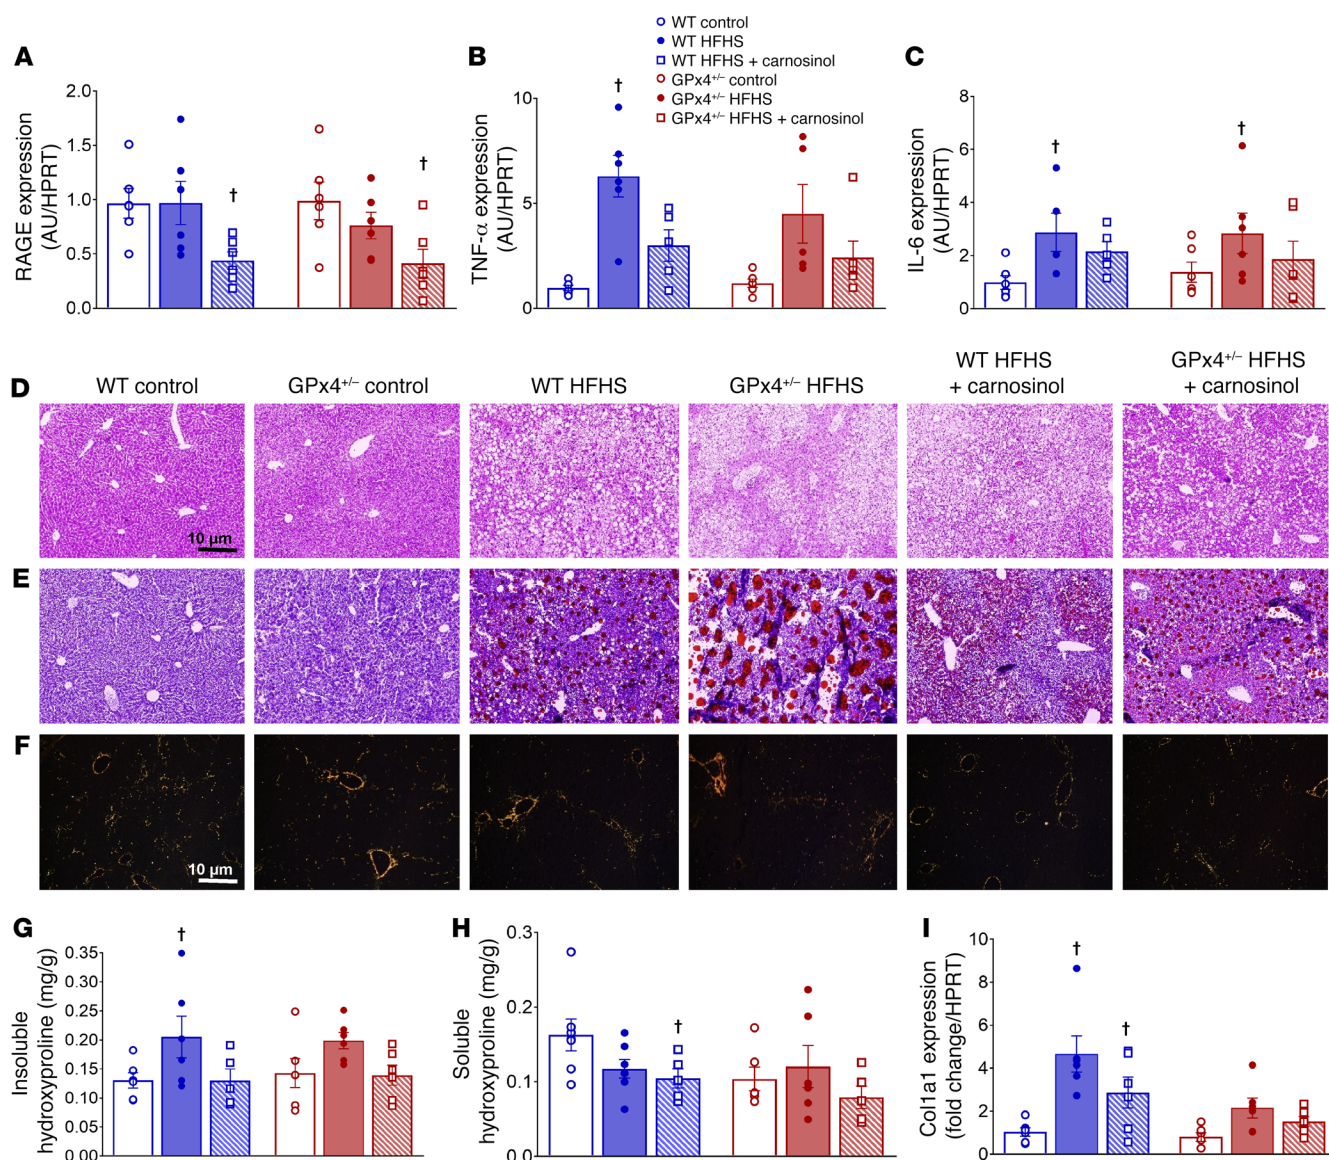 WT control
WT HFHS
WT HFHS + carnosinol
GPx4+/– control
GPx4+/– HFHS
GPx4+/– HFHS + carnosinol
A
RAGE expression
(AU/HPRT)
2.0
1.5
1.0
0.5
0.0
†
†
B
TNF-α expression
(AU/HPRT)
10
5
0
†
C
IL-6 expression
(AU/HPRT)
8
6
4
2
0
†
†
D
WT control
GPx4+/– control
WT HFHS
GPx4+/– HFHS
WT HFHS
+ carnosinol
GPx4+/– HFHS
+ carnosinol
10 µm
E
F
10 µm
G
Insoluble
hydroxyproline (mg/g)
0.35
0.30
0.25
0.20
0.15
0.10
0.05
0.00
†
H
Soluble
hydroxyproline (mg/g)
0.3
0.2
0.1
0.0
†
I
Col1a1 expression
(fold change/HPRT)
10
8
6
4
2
0
†
†